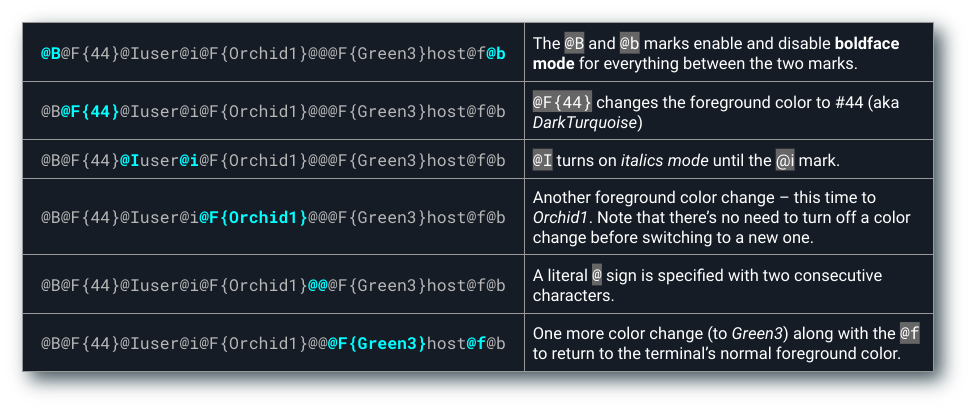 @B@F{44}@Iuser@i@F{Orchid1}@@@F{Green3}host@f@b
The @B and @b marks enable and disable boldface
mode for everything between the two marks.
@B@F{44}@Iuser@i@F{Orchid1}@@@F{Green3}host@f@b
@F{44} changes the foreground color to #44 (aka
DarkTurquoise)
@B@F{44}@Iuser@i@F{Orchid1}@@@F{Green3}host@f@b
@I turns on italics mode until the @i mark.
@B@F{44}@Iuser@i@F{Orchid1}@@@F{Green3}host@f@b
Another foreground color change – this time to
Orchid1. Note that there’s no need to turn off a color
change before switching to a new one.
@B@F{44}@Iuser@i@F{Orchid1}@@@F{Green3}host@f@b
A literal @ sign is specified with two consecutive
characters.
@B@F{44}@Iuser@i@F{Orchid1}@@@F{Green3}host@f@b
One more color change (to Green3) along with the @f
to return to the terminal’s normal foreground color.